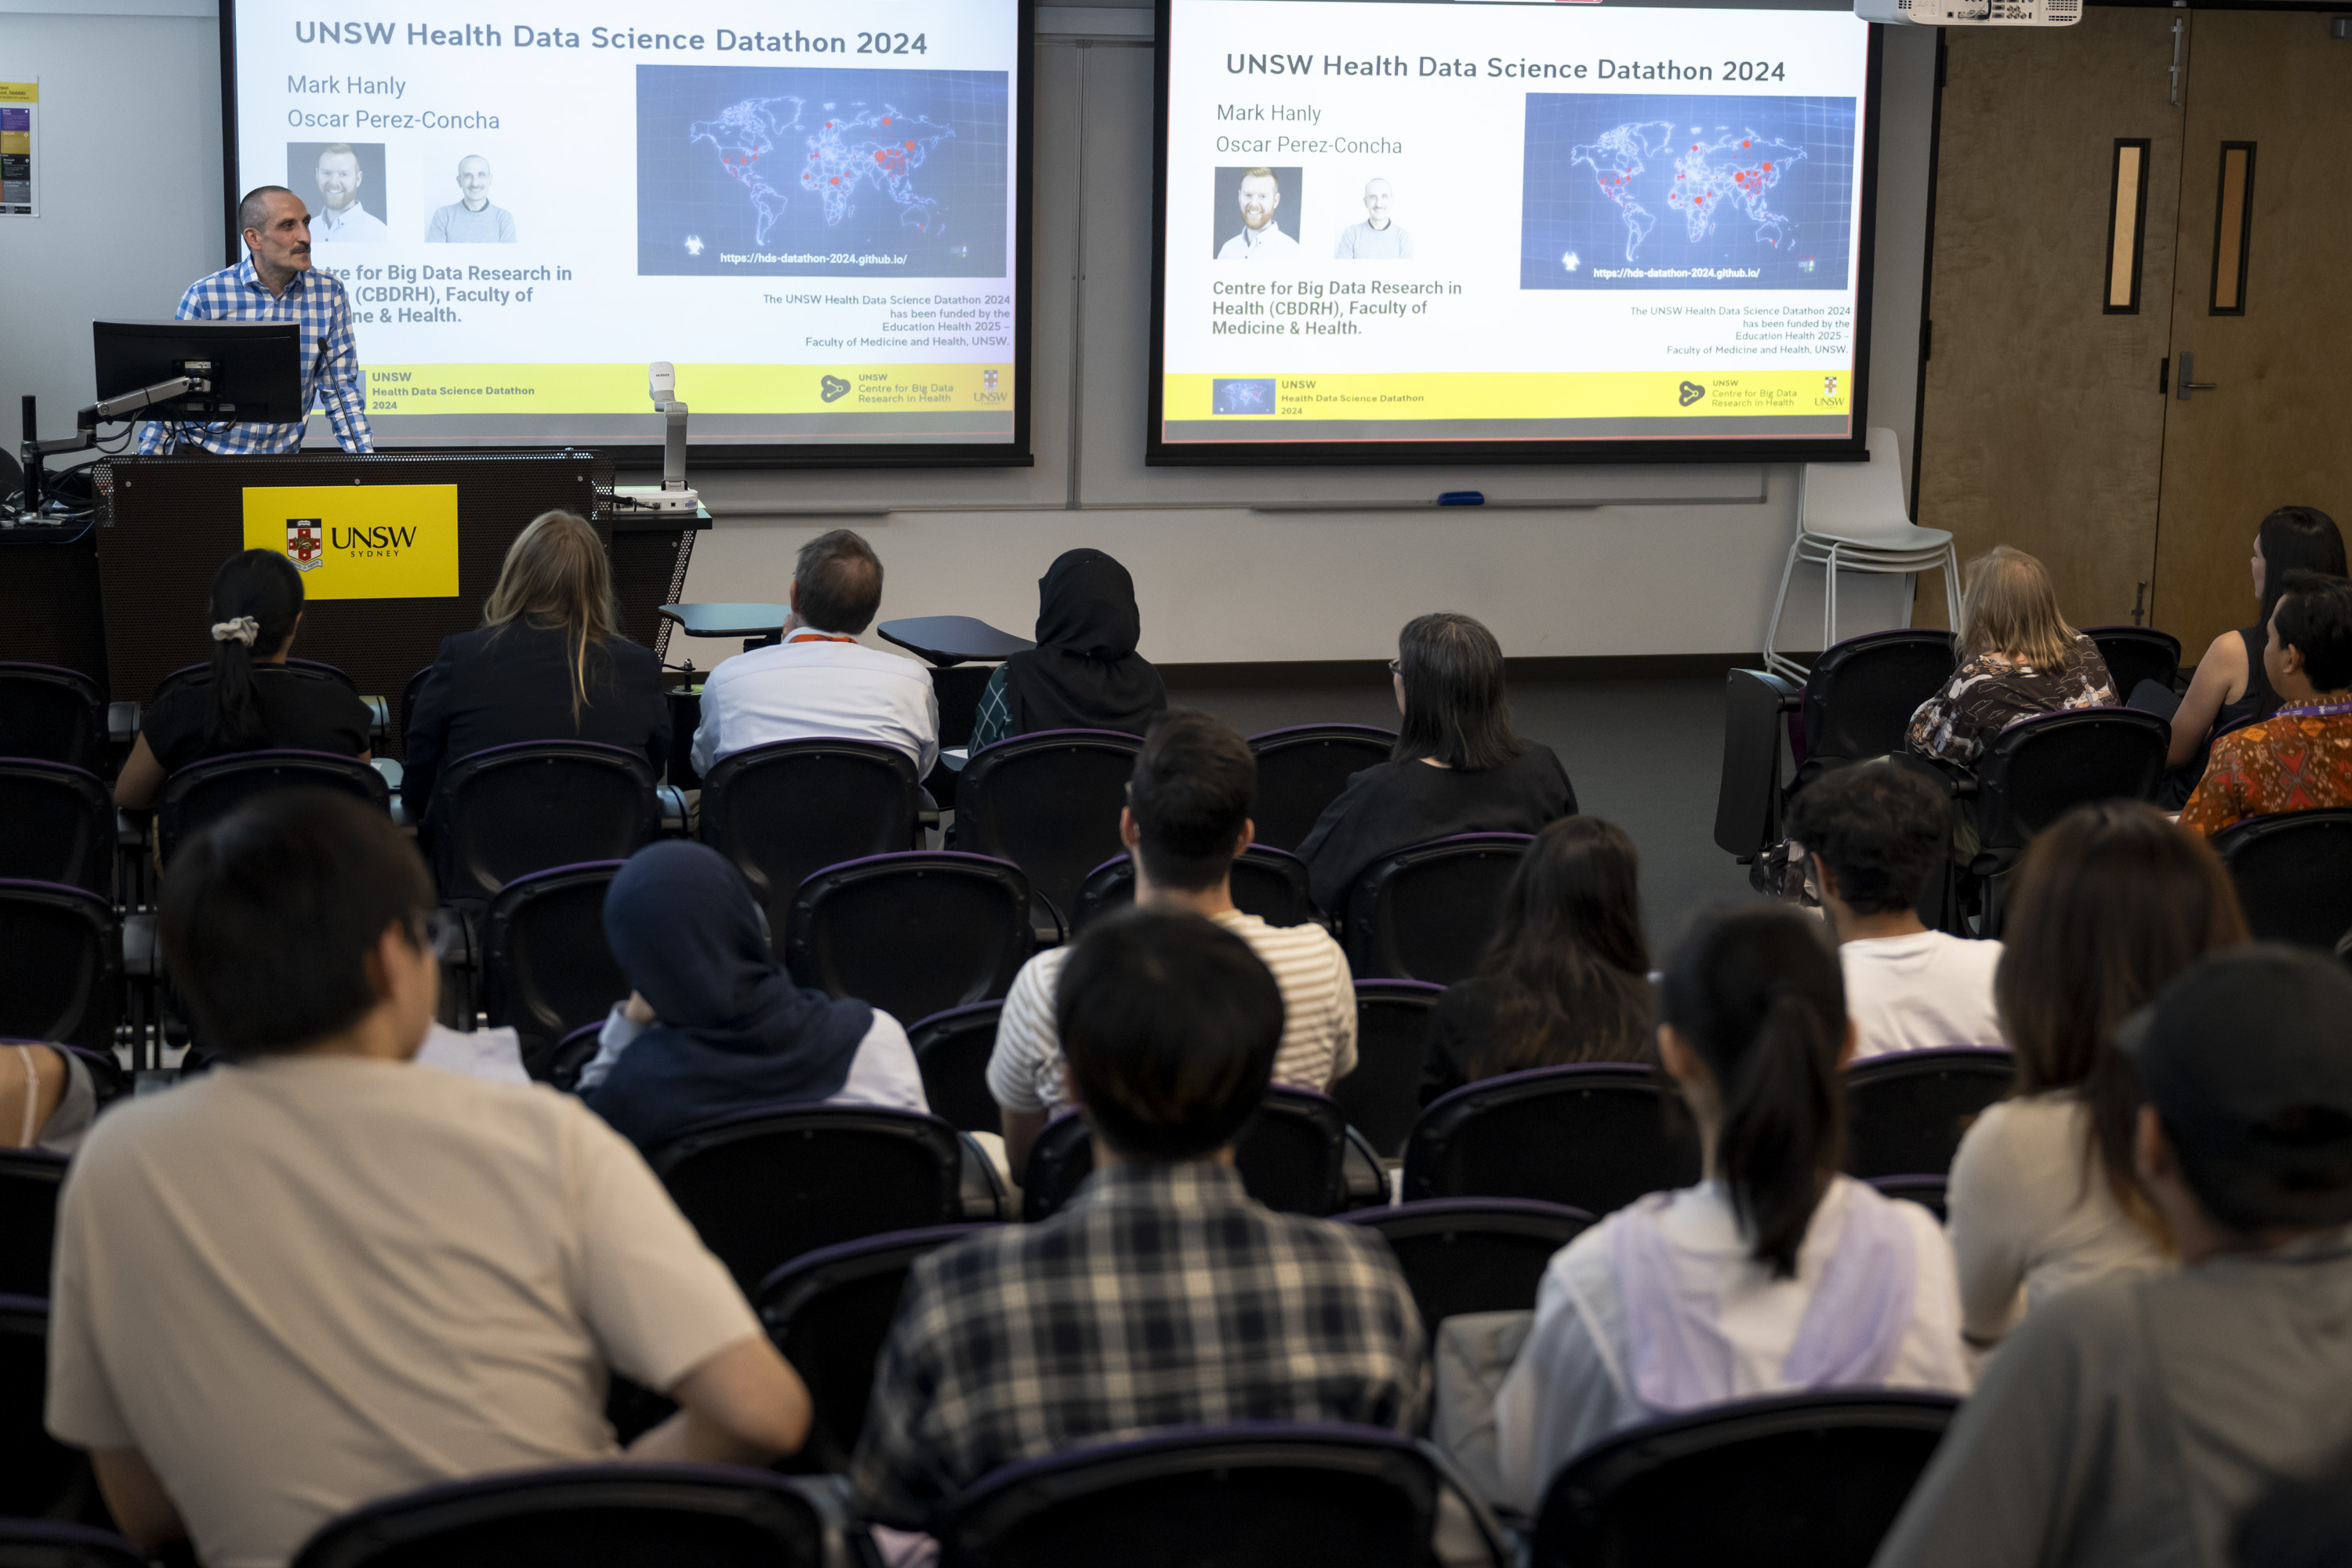 UNSW Health Data Science Datathon 2024
Mark Hanly
Oscar Perez-Concha
https://hds-datathon-2024.github.io/
tre for Big Data Research in
(CBDRH), Faculty of
ne & Health.
The UNSW Health Data Science Datathon 2024
has been funded by the
Education Health 2025 –
Faculty of Medicine and Health, UNSW.
UNSW
Health Data Science Datathon
2024
UNSW
Centre for Big Data
Research in Health
UNSW
UNSW Health Data Science Datathon 2024
Mark Hanly
Oscar Perez-Concha
https://hds-datathon-2024.github.io/
Centre for Big Data Research in
Health (CBDRH), Faculty of
Medicine & Health.
The UNSW Health Data Science Datathon 2024
has been funded by the
Education Health 2025 –
Faculty of Medicine and Health, UNSW.
UNSW
Health Data Science Datathon
2024
UNSW
Centre for Big Data
Research in Health
UNSW
UNSW
SYDNEY